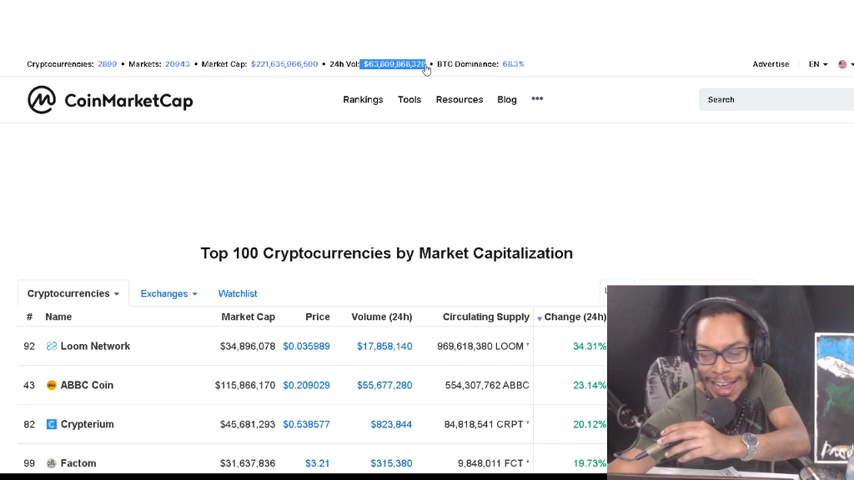 Cryptocurrencies: 2899 • Markets: 20943 • Market Cap: $221,635,966,500 • 24h Vol: • BTC Dominance: 68.3%
Advertise EN
CoinMarketCap Rankings Tools Resources Blog ••• Search
Top 100 Cryptocurrencies by Market Capitalization
Cryptocurrencies Exchanges Watchlist
# Name Market Cap Price Volume (24h) Circulating Supply Change (24h)
92 Loom Network $34,896,078 $0.035989 $17,858,140 969,618,380 LOOM * 34.31%
43 ABBC Coin $115,866,170 $0.209029 $55,677,280 554,307,762 ABBC 23.14%
82 Crypterium $45,681,293 $0.538577 $823,844 84,818,541 CRPT * 20.12%
99 Factom $31,637,836 $3.21 $315,380 9,848,011 FCT * 19.73%